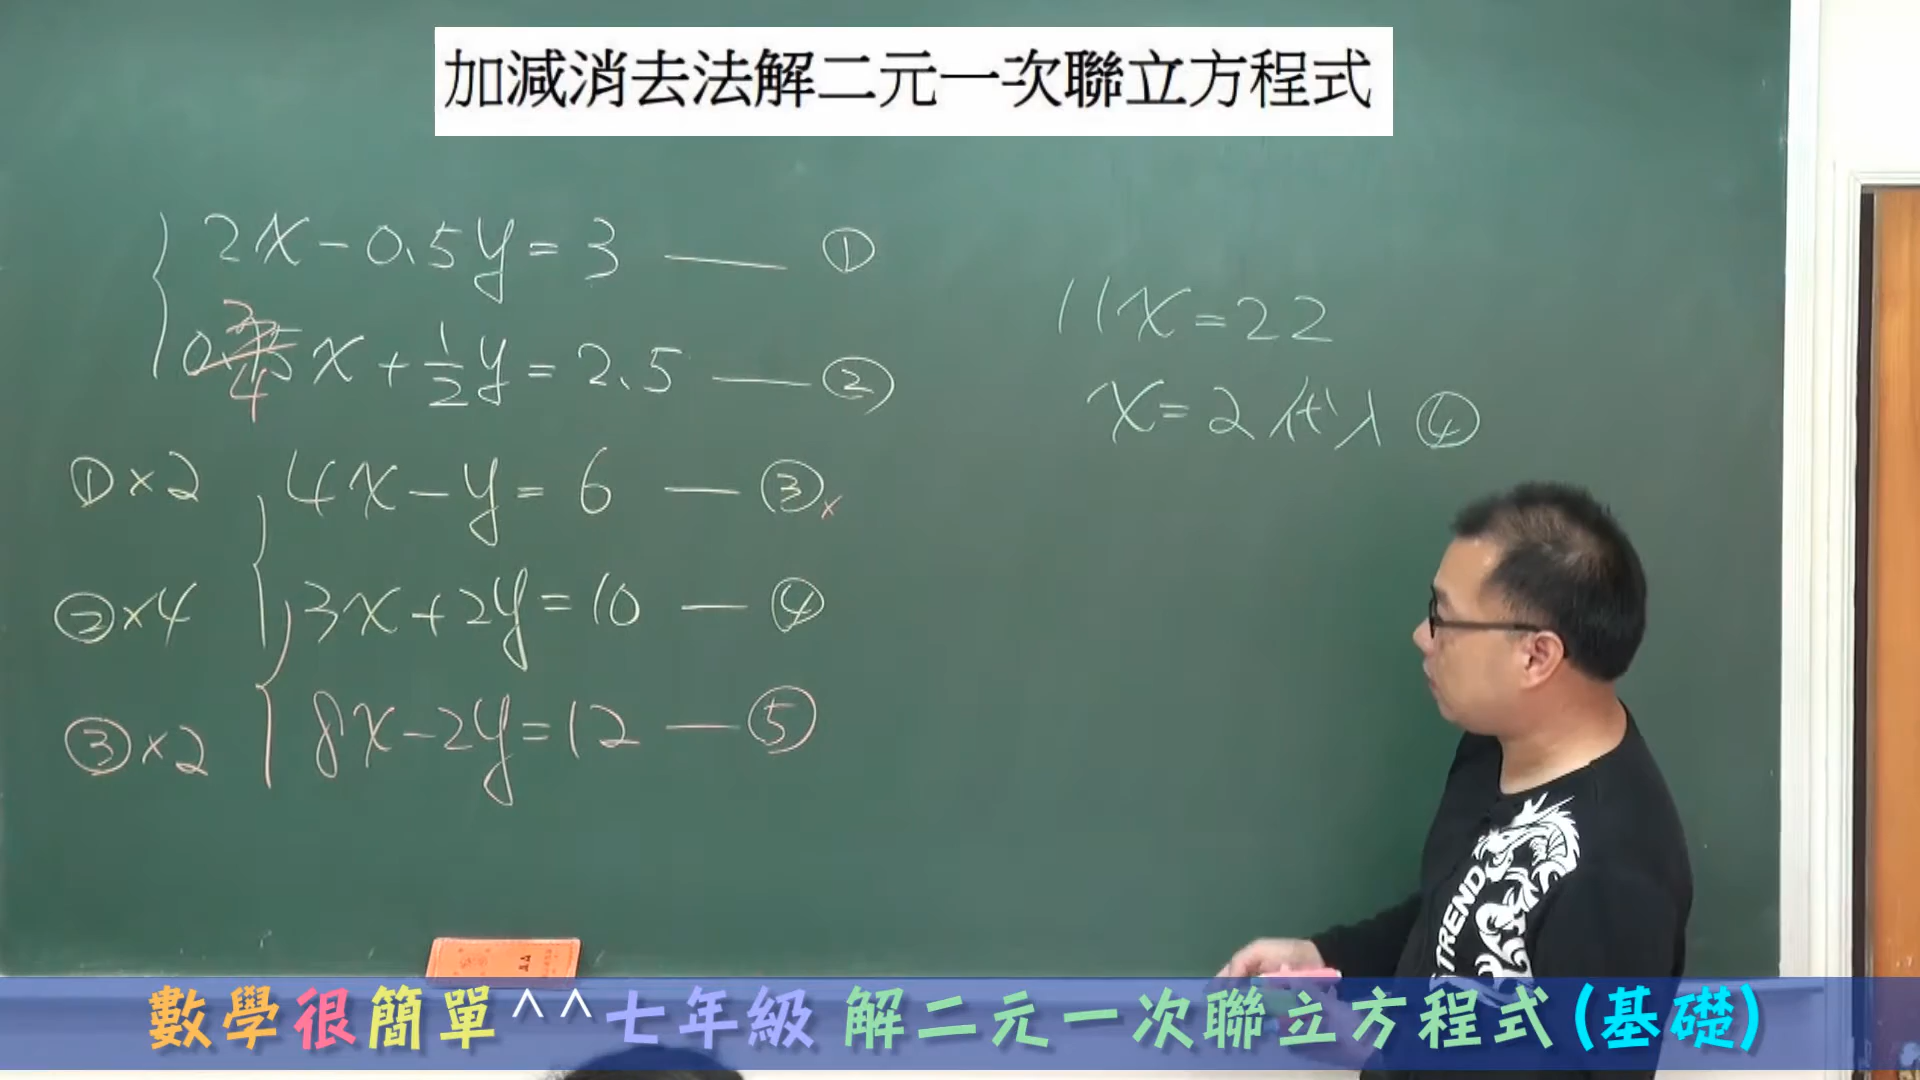 加減消去法解二元一次聯立方程式
2x-0.5y=3 —— ①
3
0.75x+1/2y=2.5 —— ②
4
①×2 4x-y=6 — ③×
②×4 3x+2y=10 — ④
③×2 8x-2y=12 — ⑤
11x=22
x=2代入④
TREND
數學很簡單^^七年級 解二元一次聯立方程式(基礎)